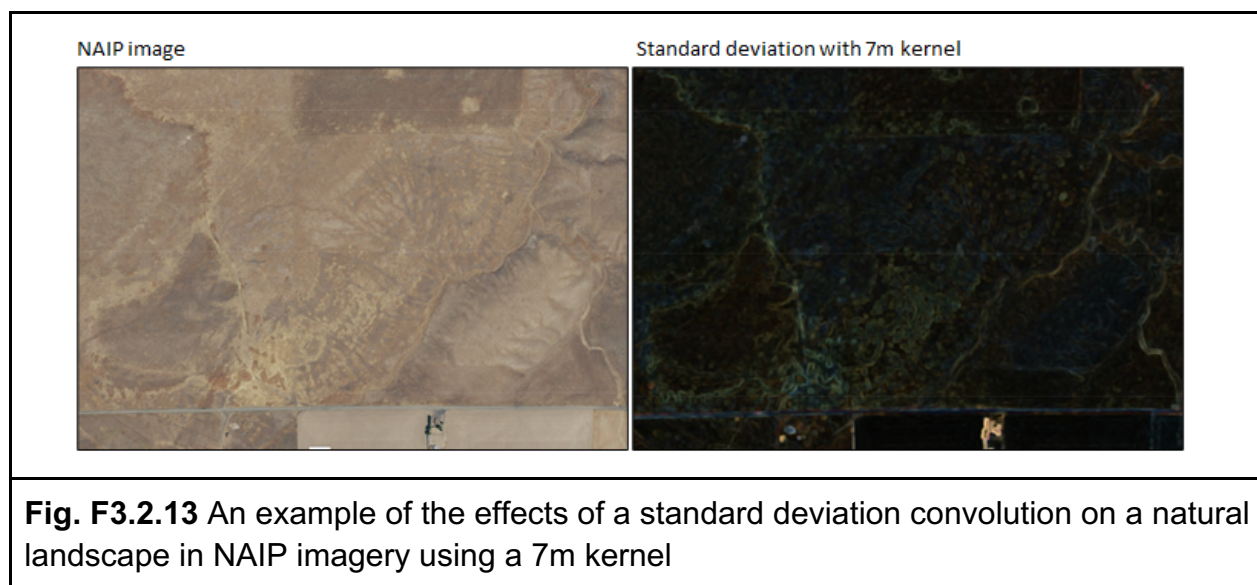 NAIP image
Standard deviation with 7m kernel
Fig. F3.2.13 An example of the effects of a standard deviation convolution on a natural
landscape in NAIP imagery using a 7m kernel